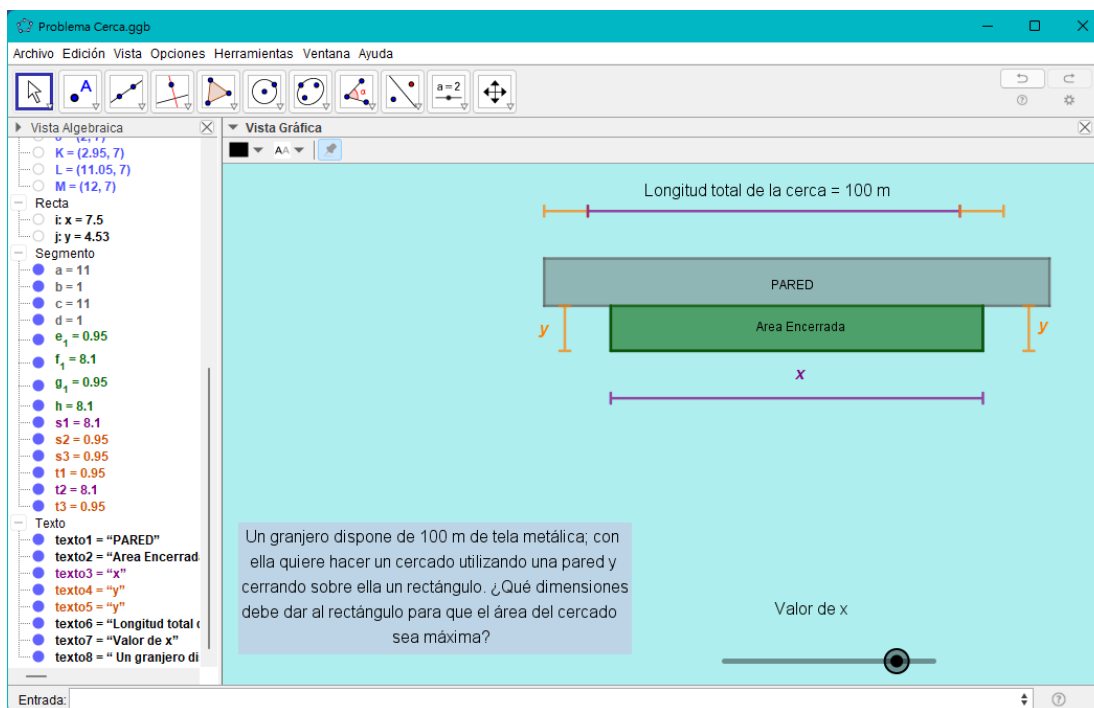 Problema Cerca.ggb
Archivo Edición Vista Opciones Herramientas Ventana Ayuda
A
α
a=2
Vista Algebraica
Vista Gráfica
AA
K = (2.95, 7)
L = (11.05, 7)
M = (12, 7)
Recta
i: x = 7.5
j: y = 4.53
Segmento
a = 11
b = 1
c = 11
d = 1
e1 = 0.95
f1 = 8.1
g1 = 0.95
h = 8.1
s1 = 8.1
s2 = 0.95
s3 = 0.95
t1 = 0.95
t2 = 8.1
t3 = 0.95
Texto
texto1 = “PARED”
texto2 = “Area Encerrad
texto3 = “x”
texto4 = “y”
texto5 = “y”
texto6 = “Longitud total
texto7 = “Valor de x”
texto8 = “ Un granjero di
Longitud total de la cerca = 100 m
PARED
y
Area Encerrada
y
x
Un granjero dispone de 100 m de tela metálica; con
ella quiere hacer un cercado utilizando una pared y
cerrando sobre ella un rectángulo. ¿Qué dimensiones
debe dar al rectángulo para que el área del cercado
sea máxima?
Valor de x
Entrada: